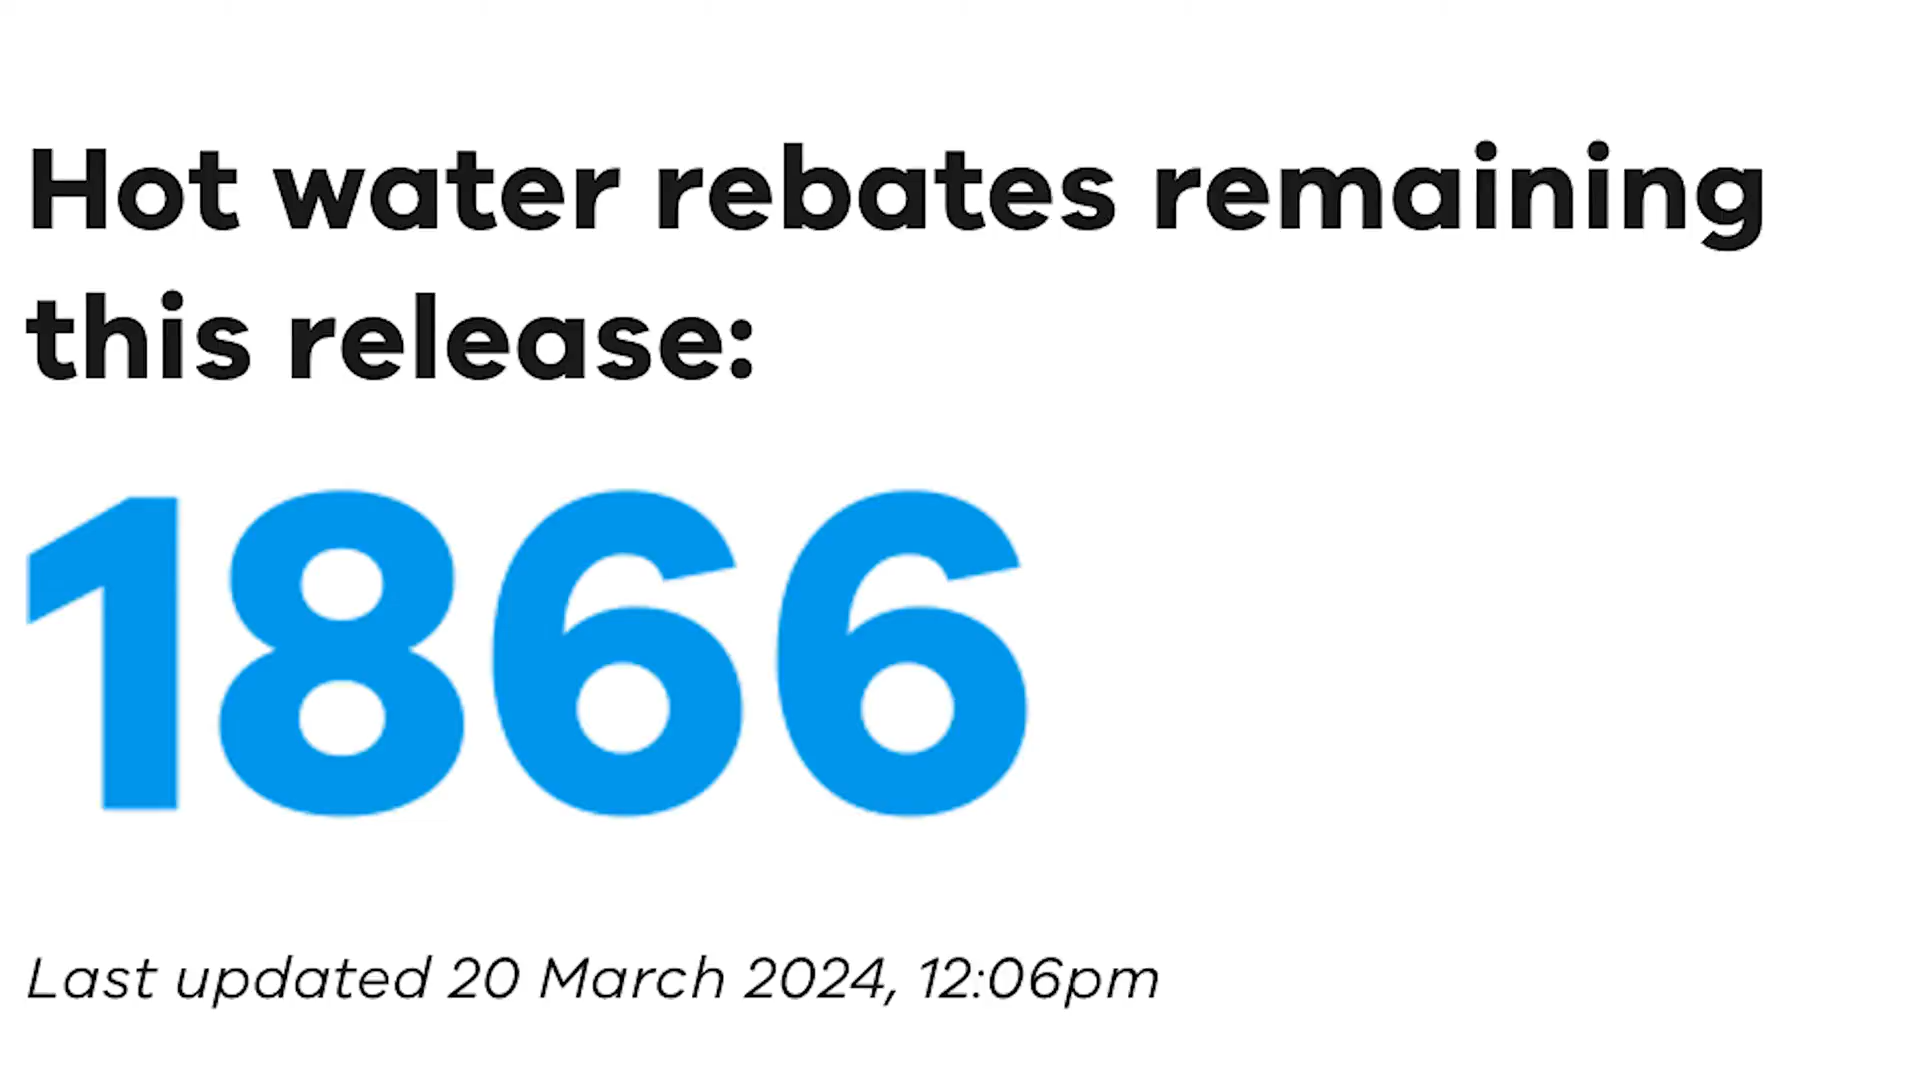 Hot water rebates remaining
this release:
1866
Last updated 20 March 2024, 12:06pm